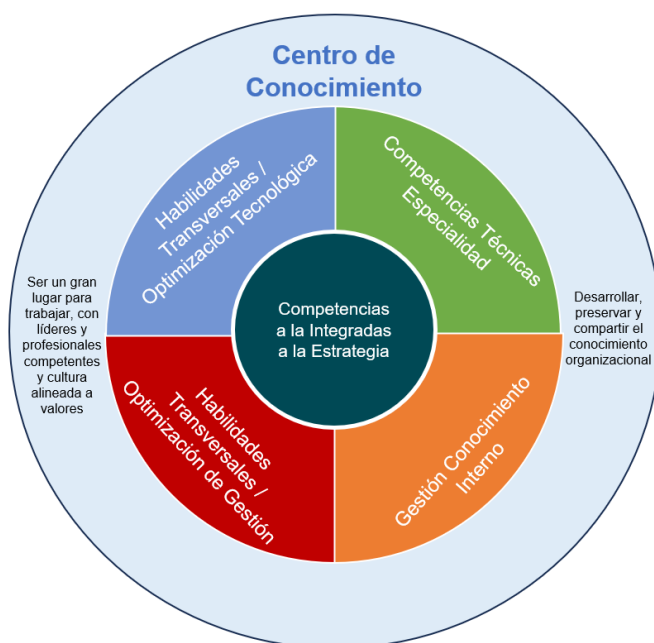 Centro de
Conocimiento
Habilidades
Transversales /
Optimización Tecnológica
Competencias Técnicas
Especialidad
Ser un gran
lugar para
trabajar, con
líderes y
profesionales
competentes
y cultura
alineada a
valores
Competencias
a la Integradas
a la Estrategia
Desarrollar,
preservar y
compartir el
conocimiento
organizacional
Habilidades
Transversales /
Optimización de Gestión
Gestión Conocimiento
Interno